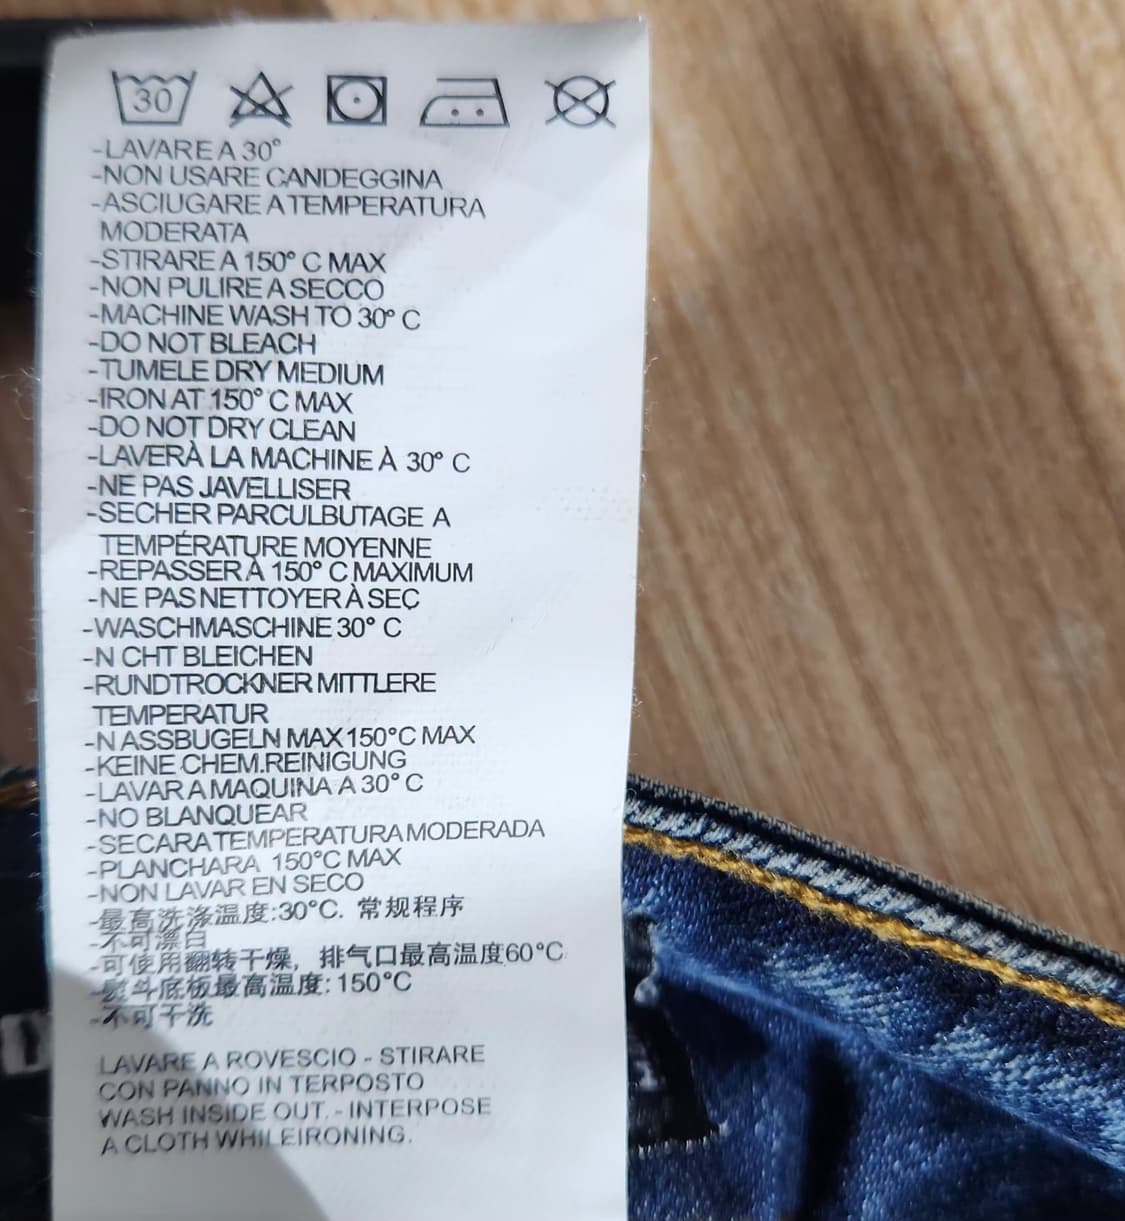 30
-LAVARE A 30°
-NON USARE CANDEGGINA
-ASCIUGARE A TEMPERATURA
MODERATA
-STIRARE A 150° C MAX
-NON PULIRE A SECCO
-MACHINE WASH TO 30° C
-DO NOT BLEACH
-TUMELE DRY MEDIUM
-IRON AT 150° C MAX
-DO NOT DRY CLEAN
-LAVERÀ LA MACHINE À 30° C
-NE PAS JAVELLISER
-SECHER PARCULBUTAGE A
TEMPÉRATURE MOYENNE
-REPASSER À 150° C MAXIMUM
-NE PAS NETTOYER À SEC
-WASCHMASCHINE 30° C
-N CHT BLEICHEN
-RUNDTROCKNER MITTLERE
TEMPERATUR
-N ASSBUGELN MAX 150°C MAX
-KEINE CHEM.REINIGUNG
-LAVAR A MAQUINA A 30° C
-NO BLANQUEAR
-SECARA TEMPERATURA MODERADA
-PLANCHARA 150°C MAX
-NON LAVAR EN SECO
-最高洗涤温度:30°C. 常规程序
-不可漂白
-可使用翻转干燥, 排气口最高温度60°C
-熨斗底板最高温度:150°C
-不可干洗
LAVARE A ROVESCIO - STIRARE
CON PANNO IN TERPOSTO
WASH INSIDE OUT. - INTERPOSE
A CLOTH WHILEIRONING.